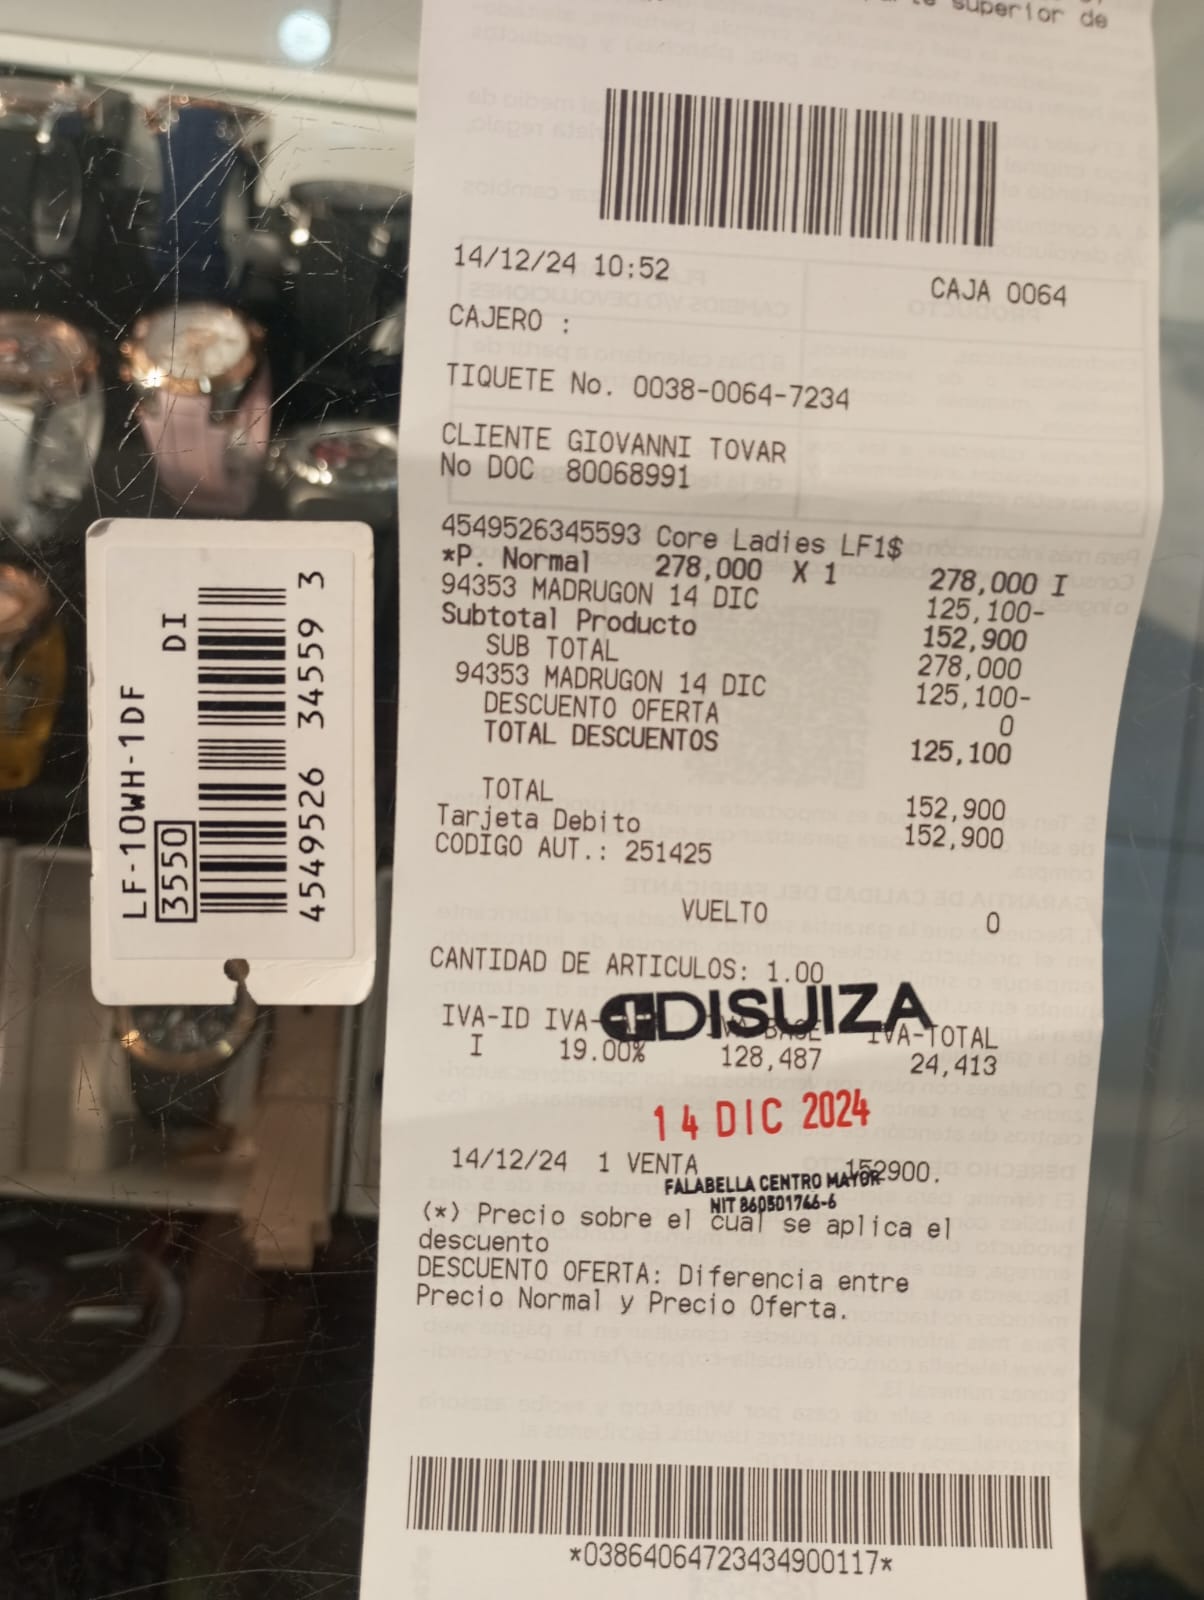 superior de
14/12/24 10:52 CAJA 0064
CAJERO :
TIQUETE No. 0038-0064-7234
CLIENTE GIOVANNI TOVAR
No DOC 80068991
4549526345593 Core Ladies LF1$
*P. Normal 278,000 X 1 278,000 I
94353 MADRUGON 14 DIC 125,100-
Subtotal Producto 152,900
SUB TOTAL 278,000
94353 MADRUGON 14 DIC 125,100-
DESCUENTO OFERTA 0
TOTAL DESCUENTOS 125,100
TOTAL 152,900
Tarjeta Debito 152,900
CODIGO AUT.: 251425
VUELTO 0
CANTIDAD DE ARTICULOS: 1.00
DISUIZA
IVA-ID IVA- IVA-BASE IVA-TOTAL
I 19.00% 128,487 24,413
14 DIC 2024
14/12/24 1 VENTA 152900.
FALABELLA CENTRO MAYOR
NIT 860501766-6
(*) Precio sobre el cual se aplica el
descuento
DESCUENTO OFERTA: Diferencia entre
Precio Normal y Precio Oferta.
*03864064723434900117*
LF-10WH-1DF
DI
3550
4549526 34559 3